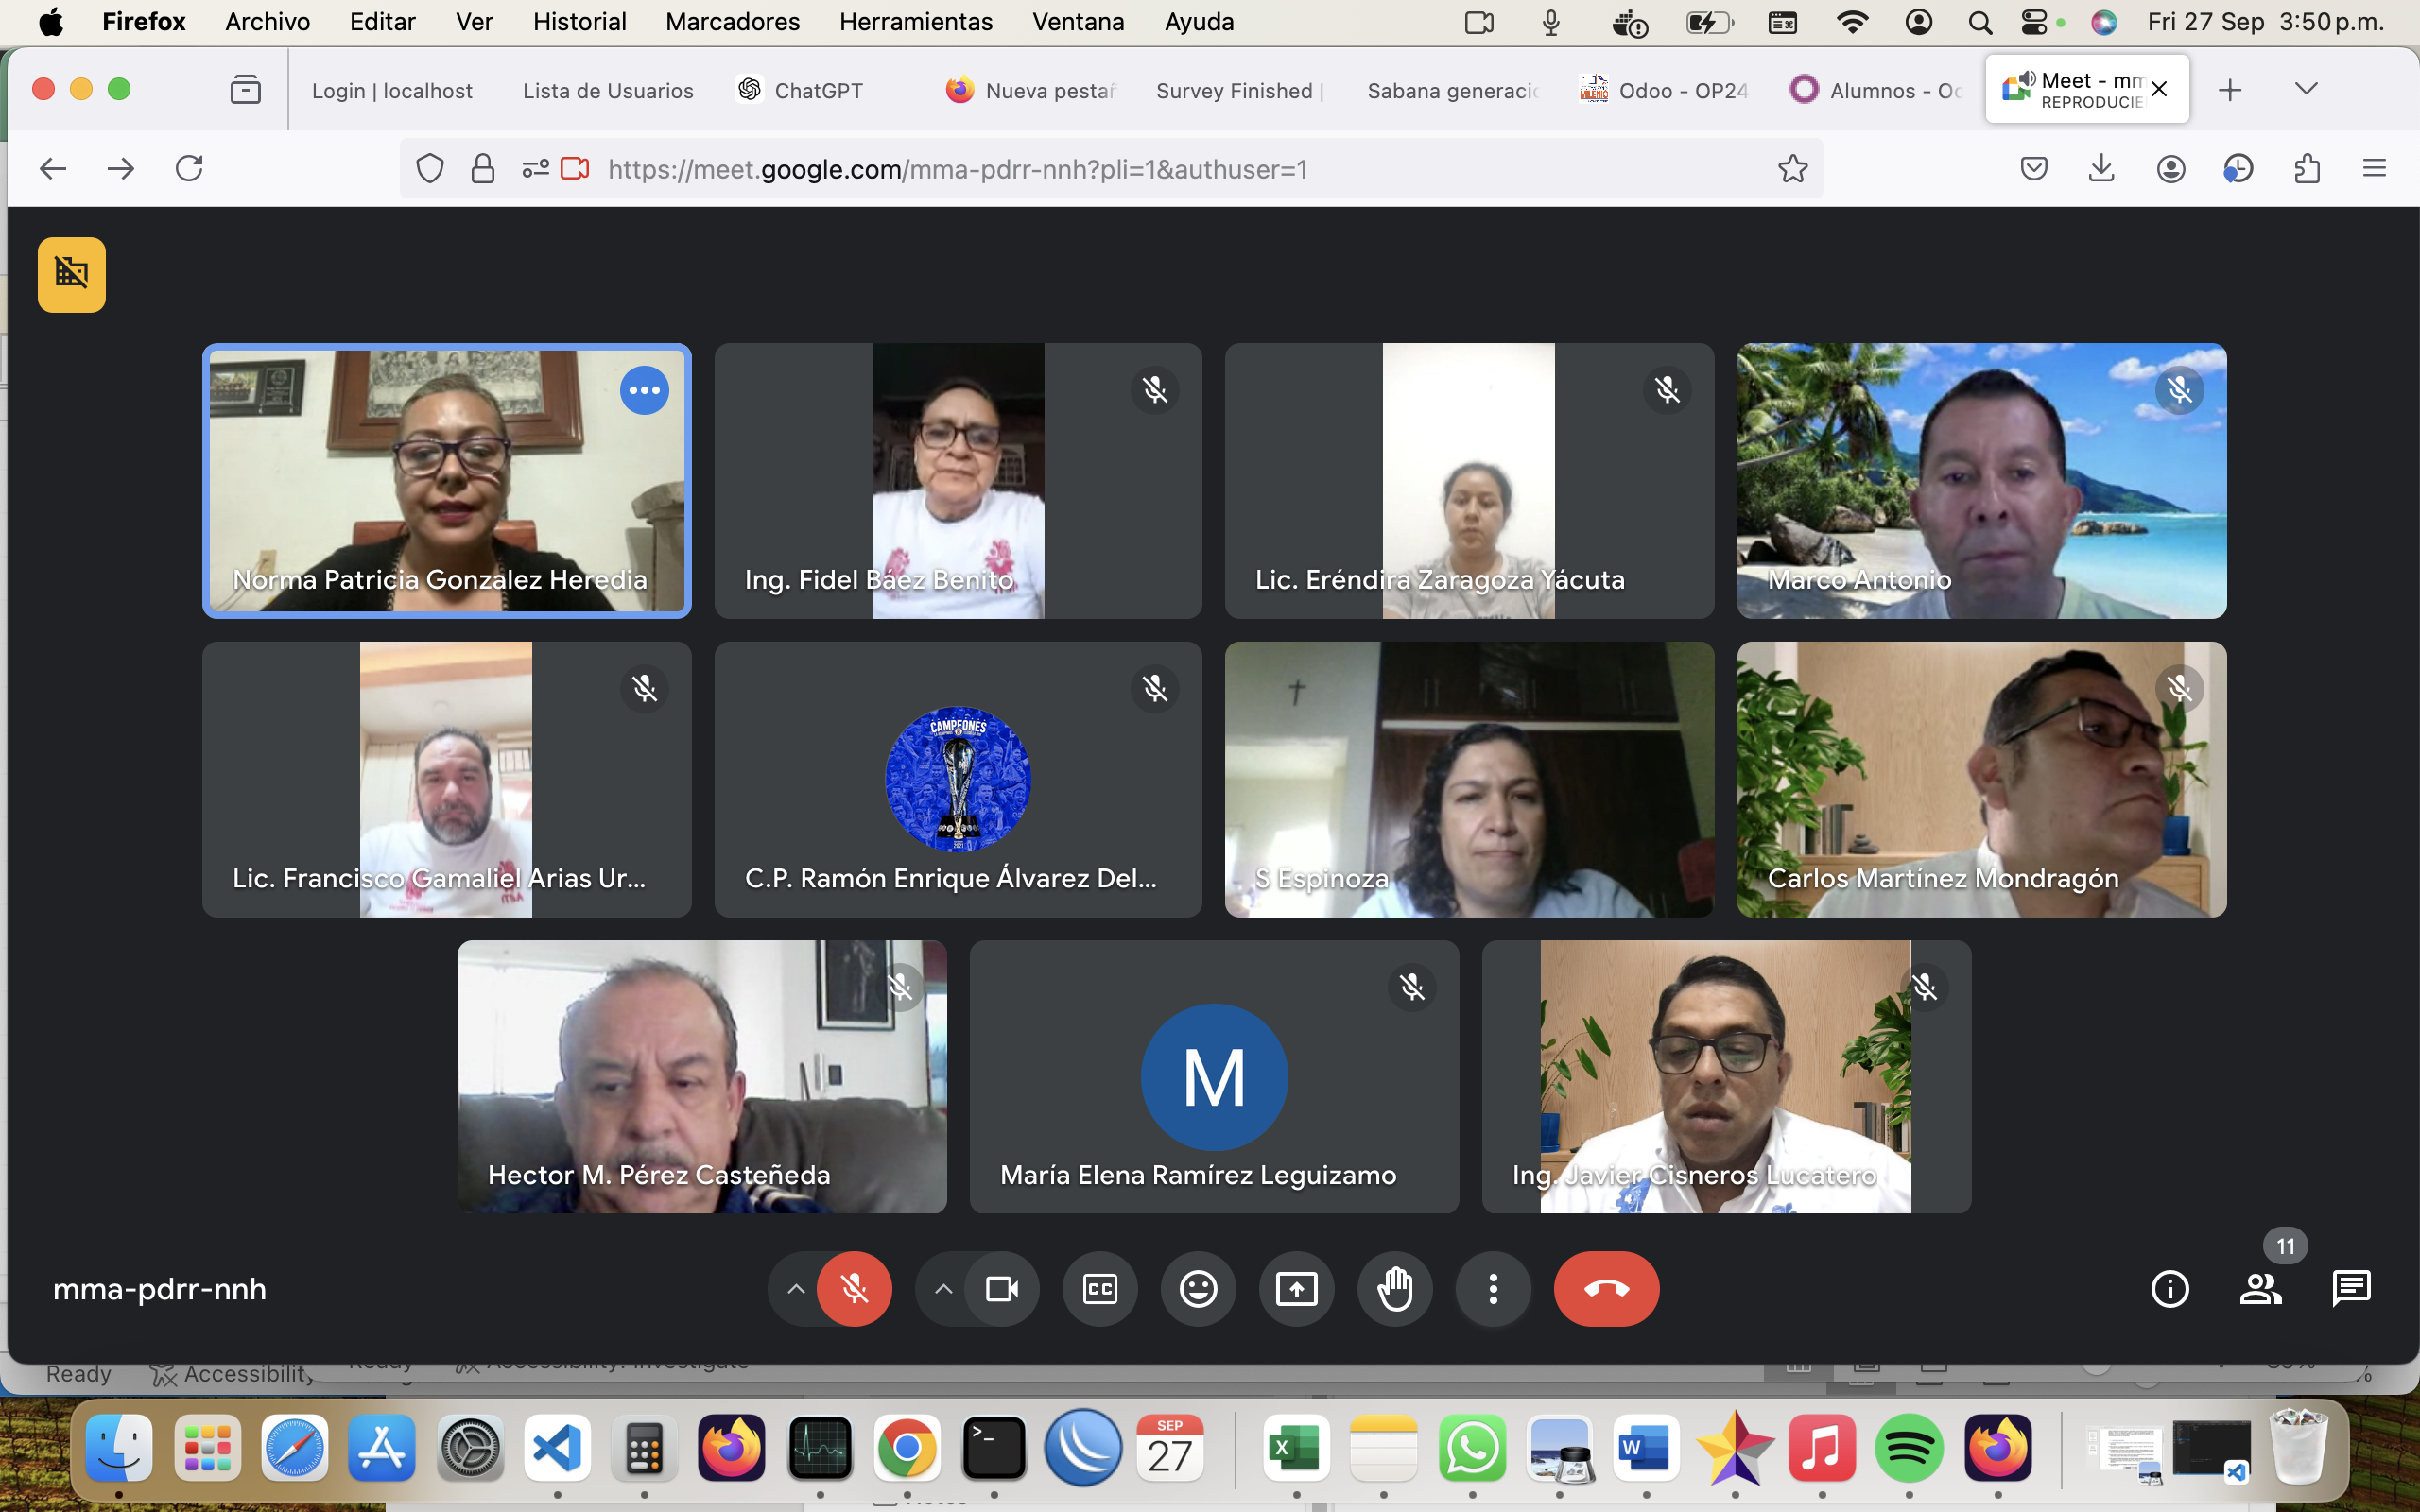 Firefox Archivo Editar Ver Historial Marcadores Herramientas Ventana Ayuda Fri 27 Sep 3:50 p.m.
Login | localhost Lista de Usuarios ChatGPT Nueva pestañ Survey Finished | Sabana generaci Odoo - OP24 Alumnos - Oc Meet - mm
REPRODUCIE
https://meet.google.com/mma-pdrr-nnh?pli=1&authuser=1
Norma Patricia Gonzalez Heredia
Ing. Fidel Báez Benito
Lic. Eréndira Zaragoza Yácuta
Marco Antonio
CAMPEONES
2021
Lic. Francisco Gamaliel Arias Ur...
C.P. Ramón Enrique Álvarez Del...
S Espinoza
Carlos Martínez Mondragón
M
Hector M. Pérez Casteñeda
María Elena Ramírez Leguizamo
Ing. Javier Cisneros Lucatero
mma-pdrr-nnh
CC
11
Ready Accessibility
SEP
27
X
W